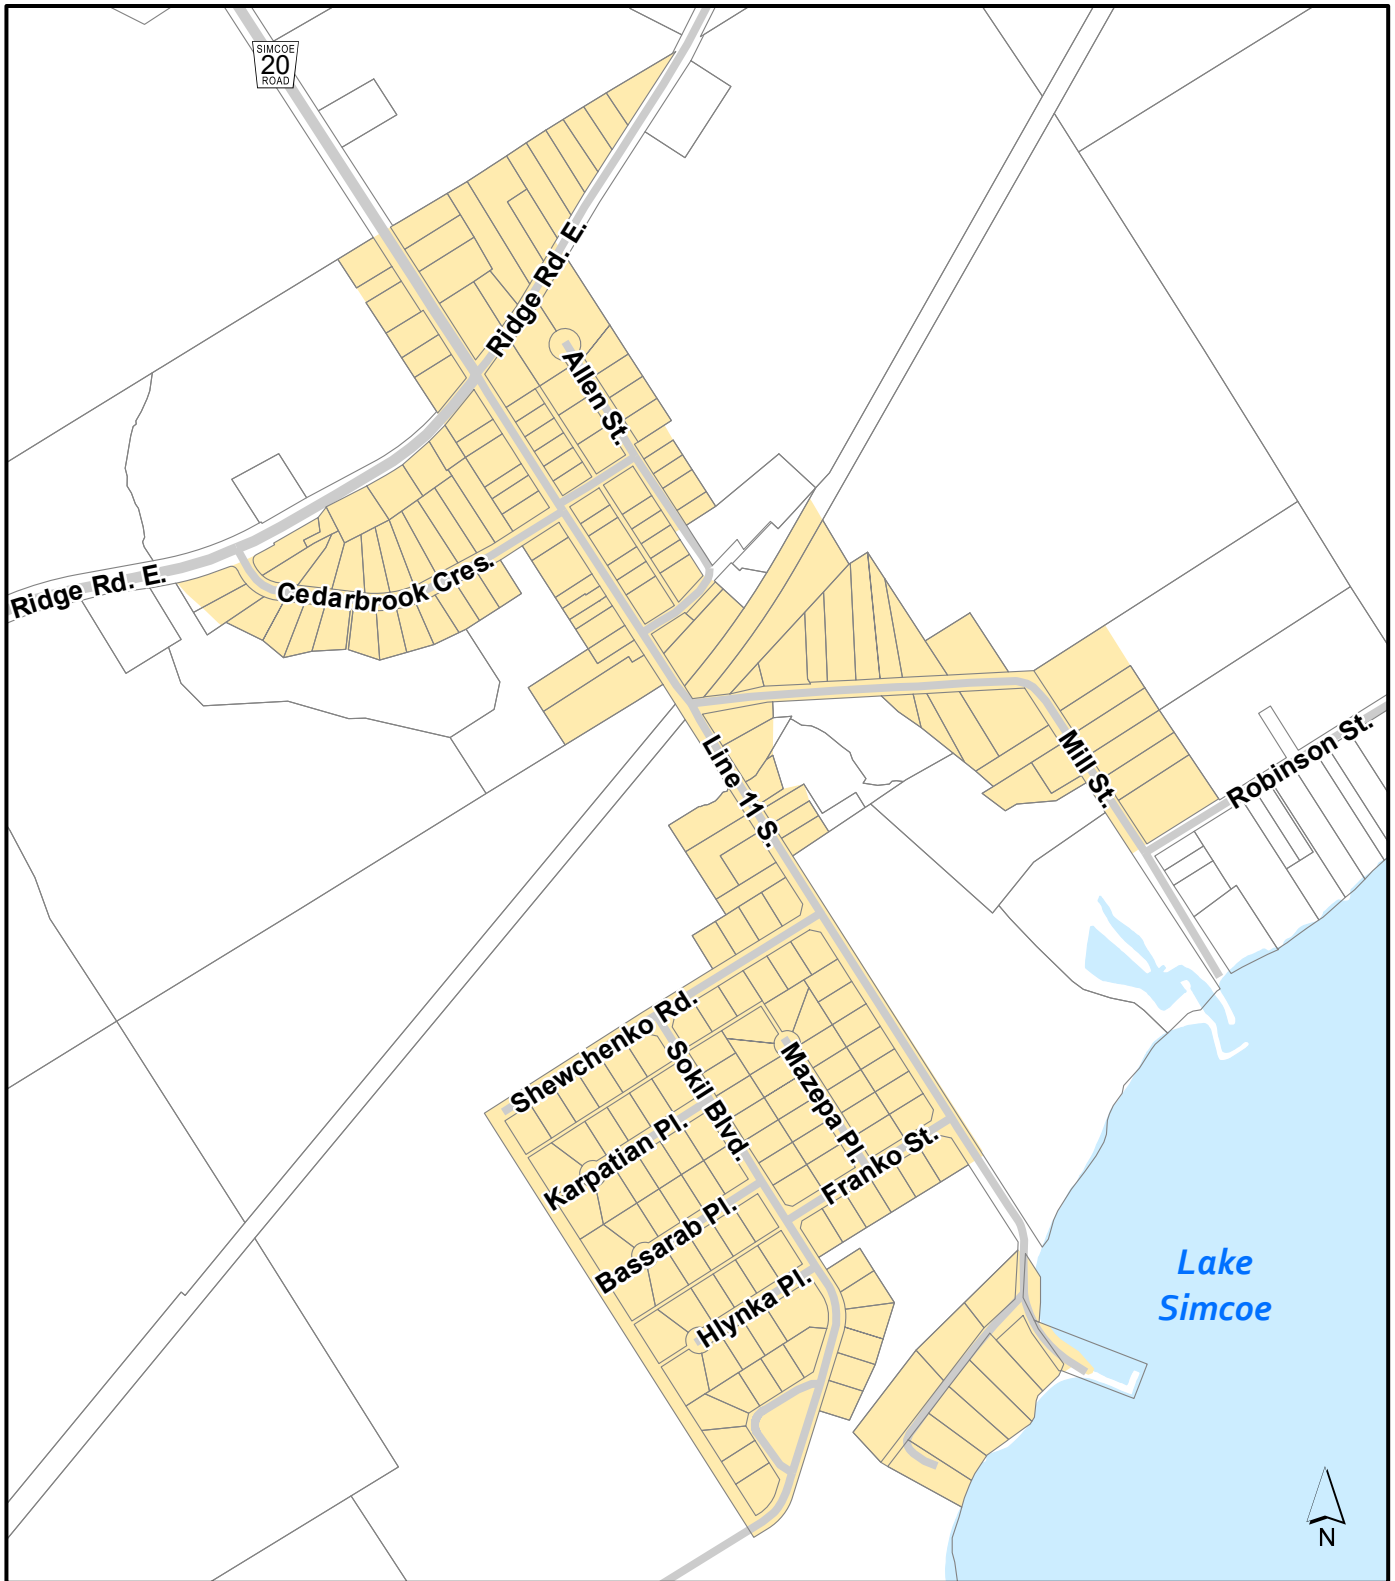 SIMCOE
20
ROAD
Ridge Rd. E.
Allen St.
Ridge Rd. E.
Cedarbrook Cres.
Line 11 S.
Mill St.
Robinson St.
Shewchenko Rd.
Sokil Blvd.
Mazepa Pl.
Karpatian Pl.
Franko St.
Bassarab Pl.
Hlynka Pl.
Lake
Simcoe
N